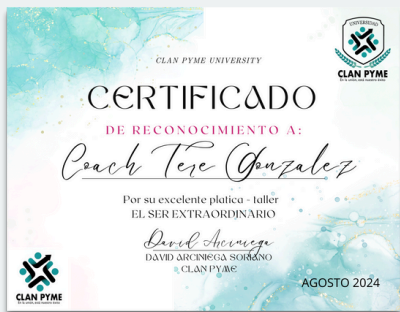 UNIVERSIDAD
CLAN PYME
CLAN PYME UNIVERSITY
CERTIFICADO
DE RECONOCIMIENTO A:
Coach Tere Gonzalez
Por su excelente platica - taller
EL SER EXTRAORDINARIO
David Arciniega
DAVID ARCINIEGA SORIANO
CLAN PYME
CLAN PYME
AGOSTO 2024